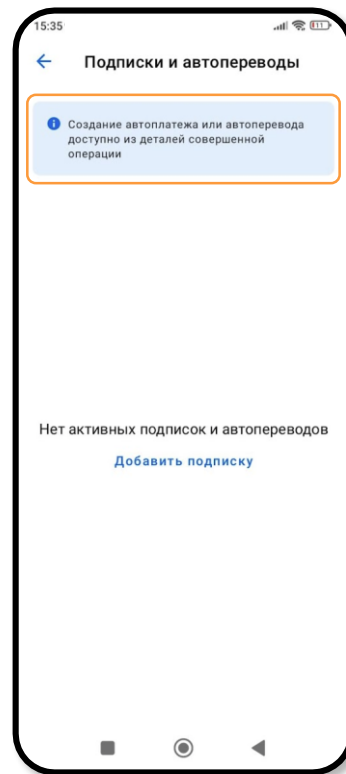 15:35
Подписки и автопереводы
Создание автоплатежа или автоперевода
доступно из деталей совершенной
операции
Нет активных подписок и автопереводов
Добавить подписку